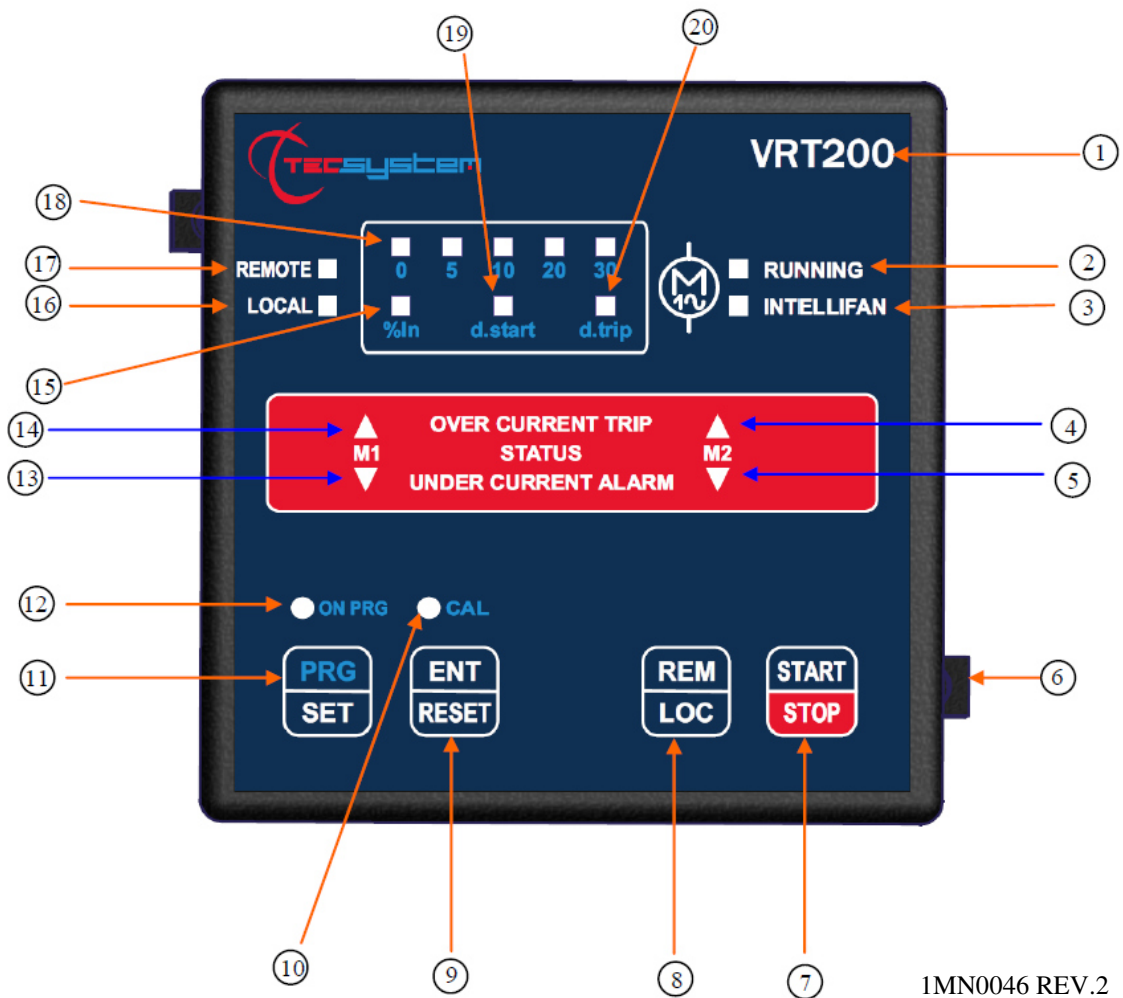 19
20
TECSYSTEM
VRT200
1
18
17
REMOTE
0 5 10 20 30
RUNNING
2
16
LOCAL
%In d.start d.trip
M
INTELLIFAN
3
15
14
OVER CURRENT TRIP
4
M1 STATUS M2
13
UNDER CURRENT ALARM
5
12
ON PRG
CAL
11
PRG
SET
ENT
RESET
REM
LOC
START
STOP
6
10
9
8
7
1MN0046 REV.2